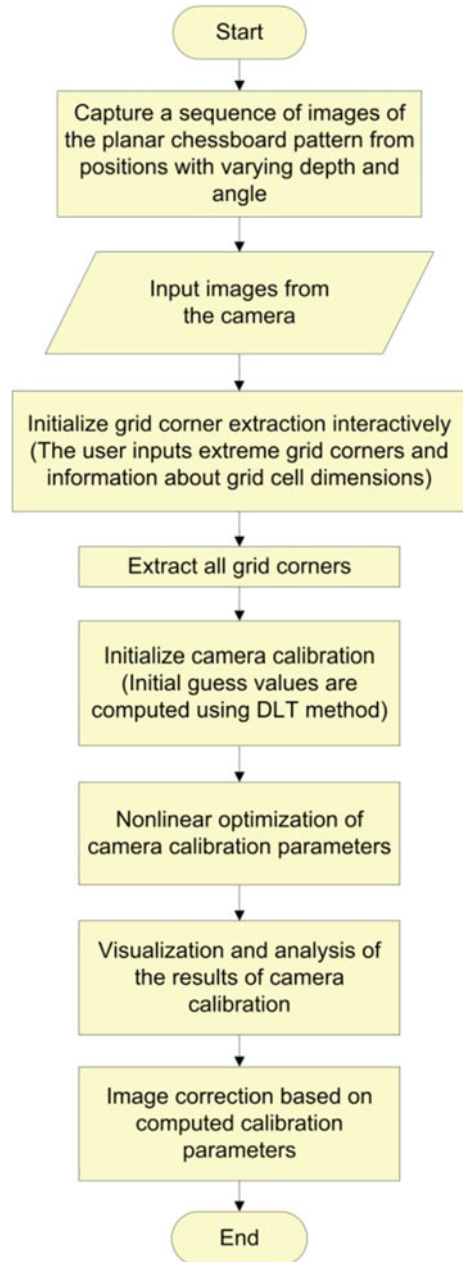 Start
Capture a sequence of images of
the planar chessboard pattern from
positions with varying depth and
angle
Input images from
the camera
Initialize grid corner extraction interactively
(The user inputs extreme grid corners and
information about grid cell dimensions)
Extract all grid corners
Initialize camera calibration
(Initial guess values are
computed using DLT method)
Nonlinear optimization of
camera calibration parameters
Visualization and analysis of
the results of camera
calibration
Image correction based on
computed calibration
parameters
End